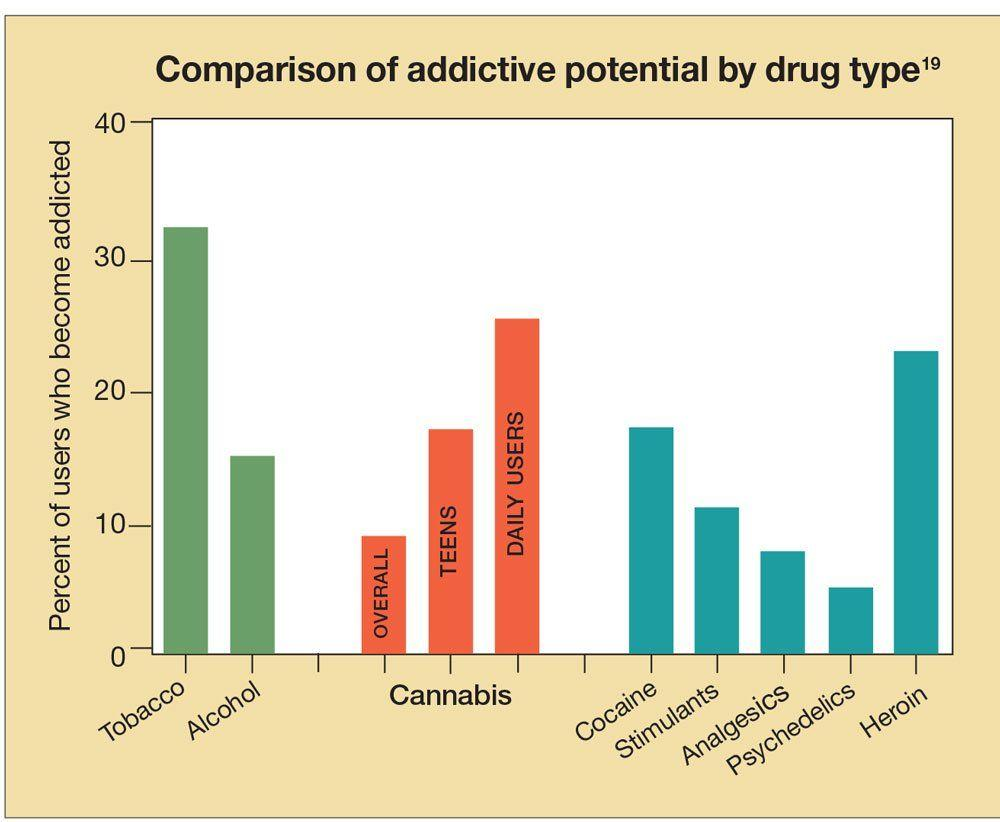 Comparison of addictive potential by drug type¹⁹
Percent of users who become addicted
40
30
20
10
0
OVERALL
TEENS
DAILY USERS
Tobacco
Alcohol
Cannabis
Cocaine
Stimulants
Analgesics
Psychedelics
Heroin